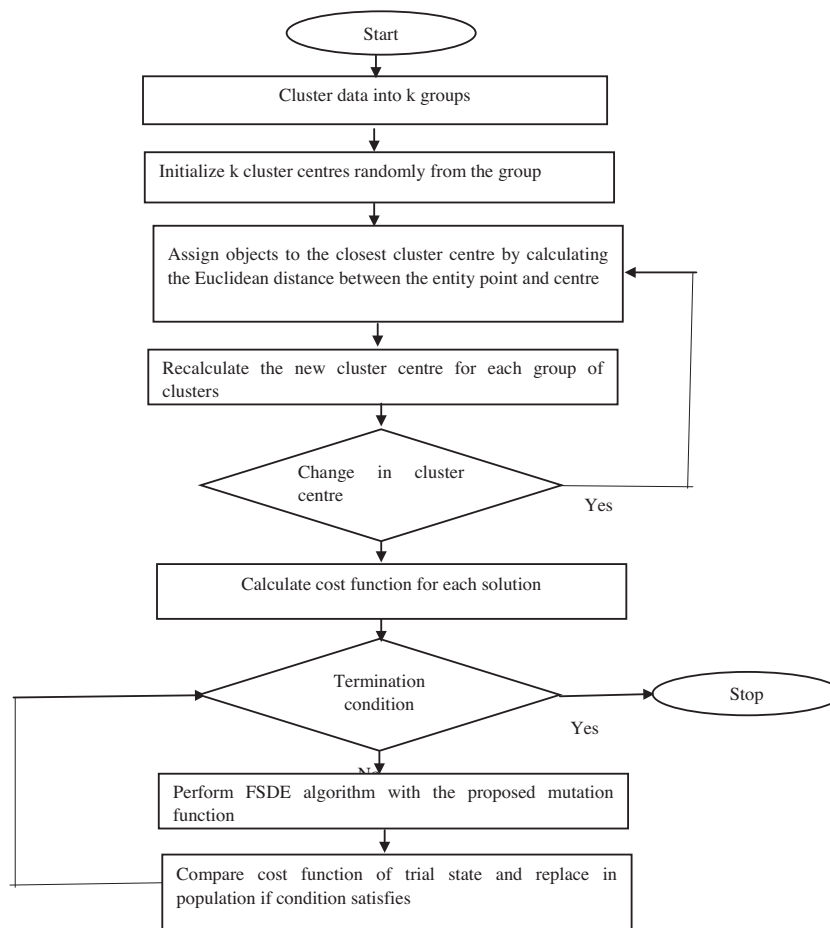 Start
Cluster data into k groups
Initialize k cluster centres randomly from the group
Assign objects to the closest cluster centre by calculating
the Euclidean distance between the entity point and centre
Recalculate the new cluster centre for each group of
clusters
Change in cluster
centre
Yes
Calculate cost function for each solution
Termination
condition
Stop
Yes
No
Perform FSDE algorithm with the proposed mutation
function
Compare cost function of trial state and replace in
population if condition satisfies